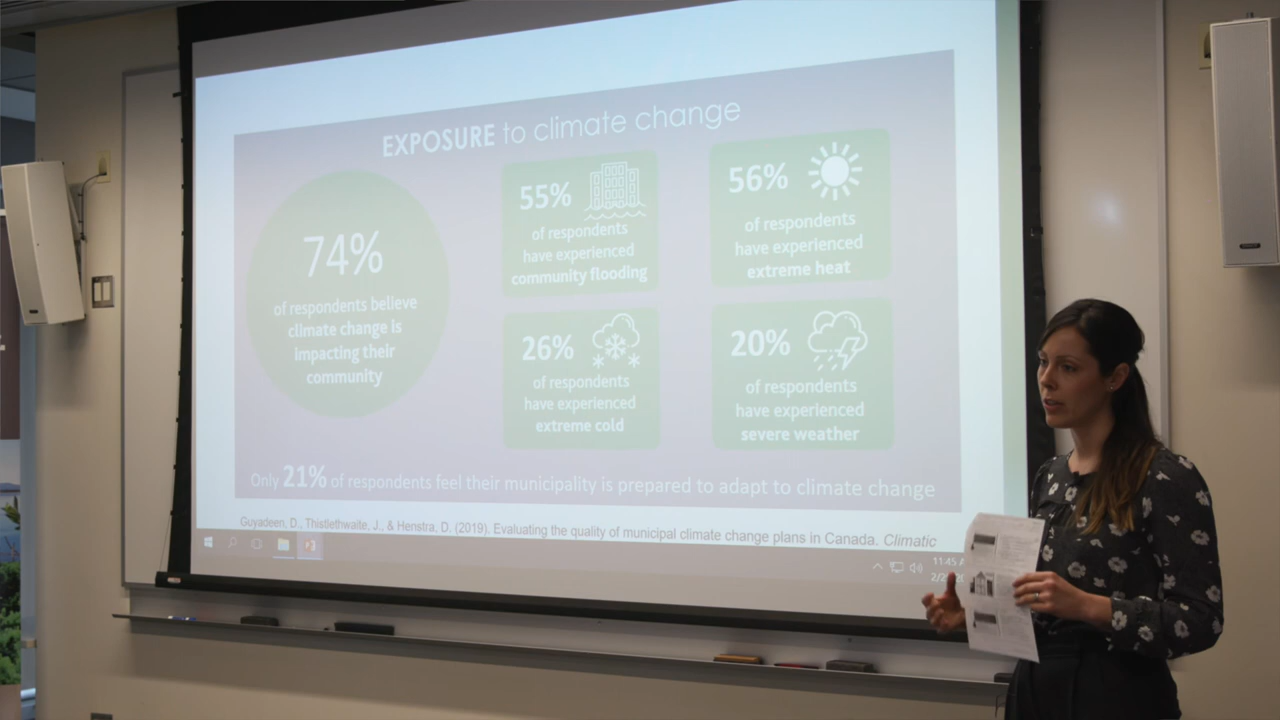 EXPOSURE to climate change
74%
of respondents believe
climate change is
impacting their
community
55%
of respondents
have experienced
community flooding
56%
of respondents
have experienced
extreme heat
26%
of respondents
have experienced
extreme cold
20%
of respondents
have experienced
severe weather
Only 21% of respondents feel their municipality is prepared to adapt to climate change
Guyadeen, D., Thistlethwaite, J., & Henstra, D. (2019). Evaluating the quality of municipal climate change plans in Canada. Climatic
11:45